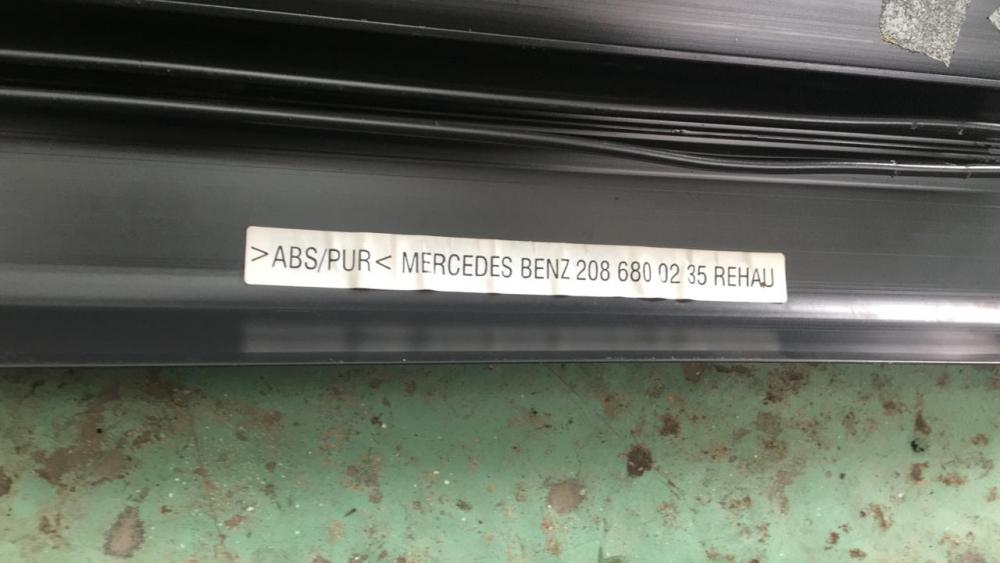 >ABS/PUR< MERCEDES BENZ 208 680 02 35 REHAU